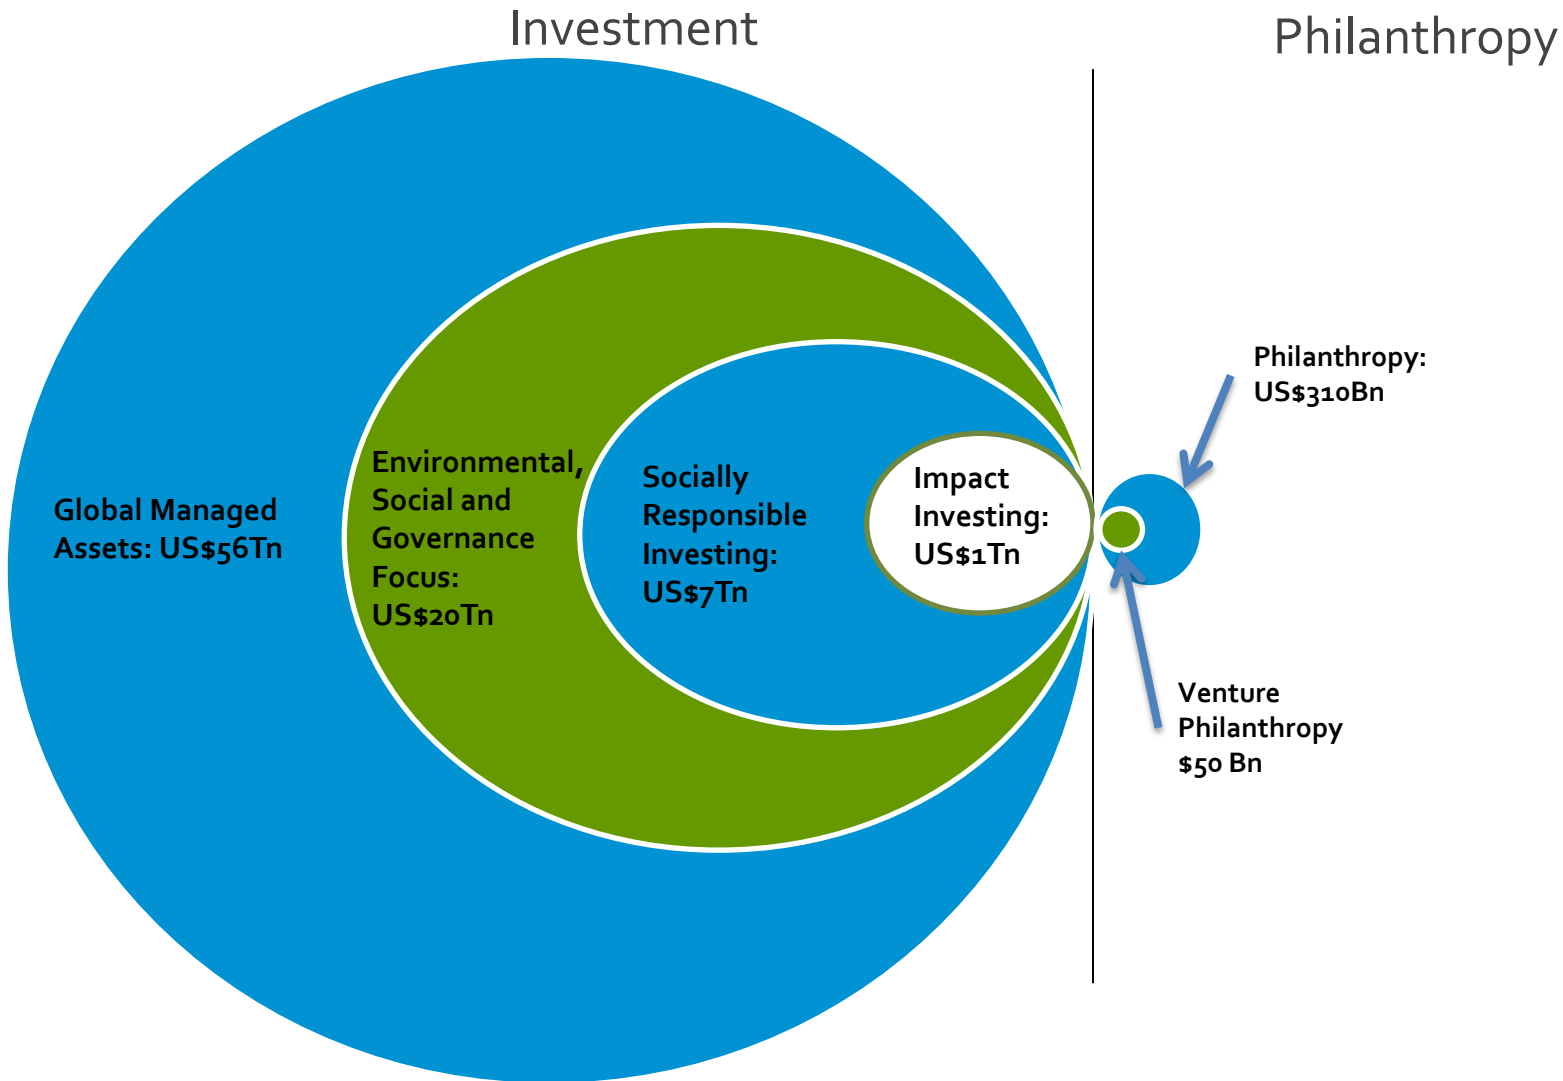 Investment
Philanthropy
Global Managed
Assets: US$56Tn
Environmental,
Social and
Governance
Focus:
US$20Tn
Socially
Responsible
Investing:
US$7Tn
Impact
Investing:
US$1Tn
Philanthropy:
US$310Bn
Venture
Philanthropy
$50 Bn